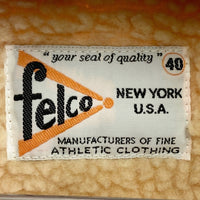 "your seal of quality" 40
felco
NEW YORK
U.S.A.
MANUFACTURERS OF FINE
ATHLETIC CLOTHING